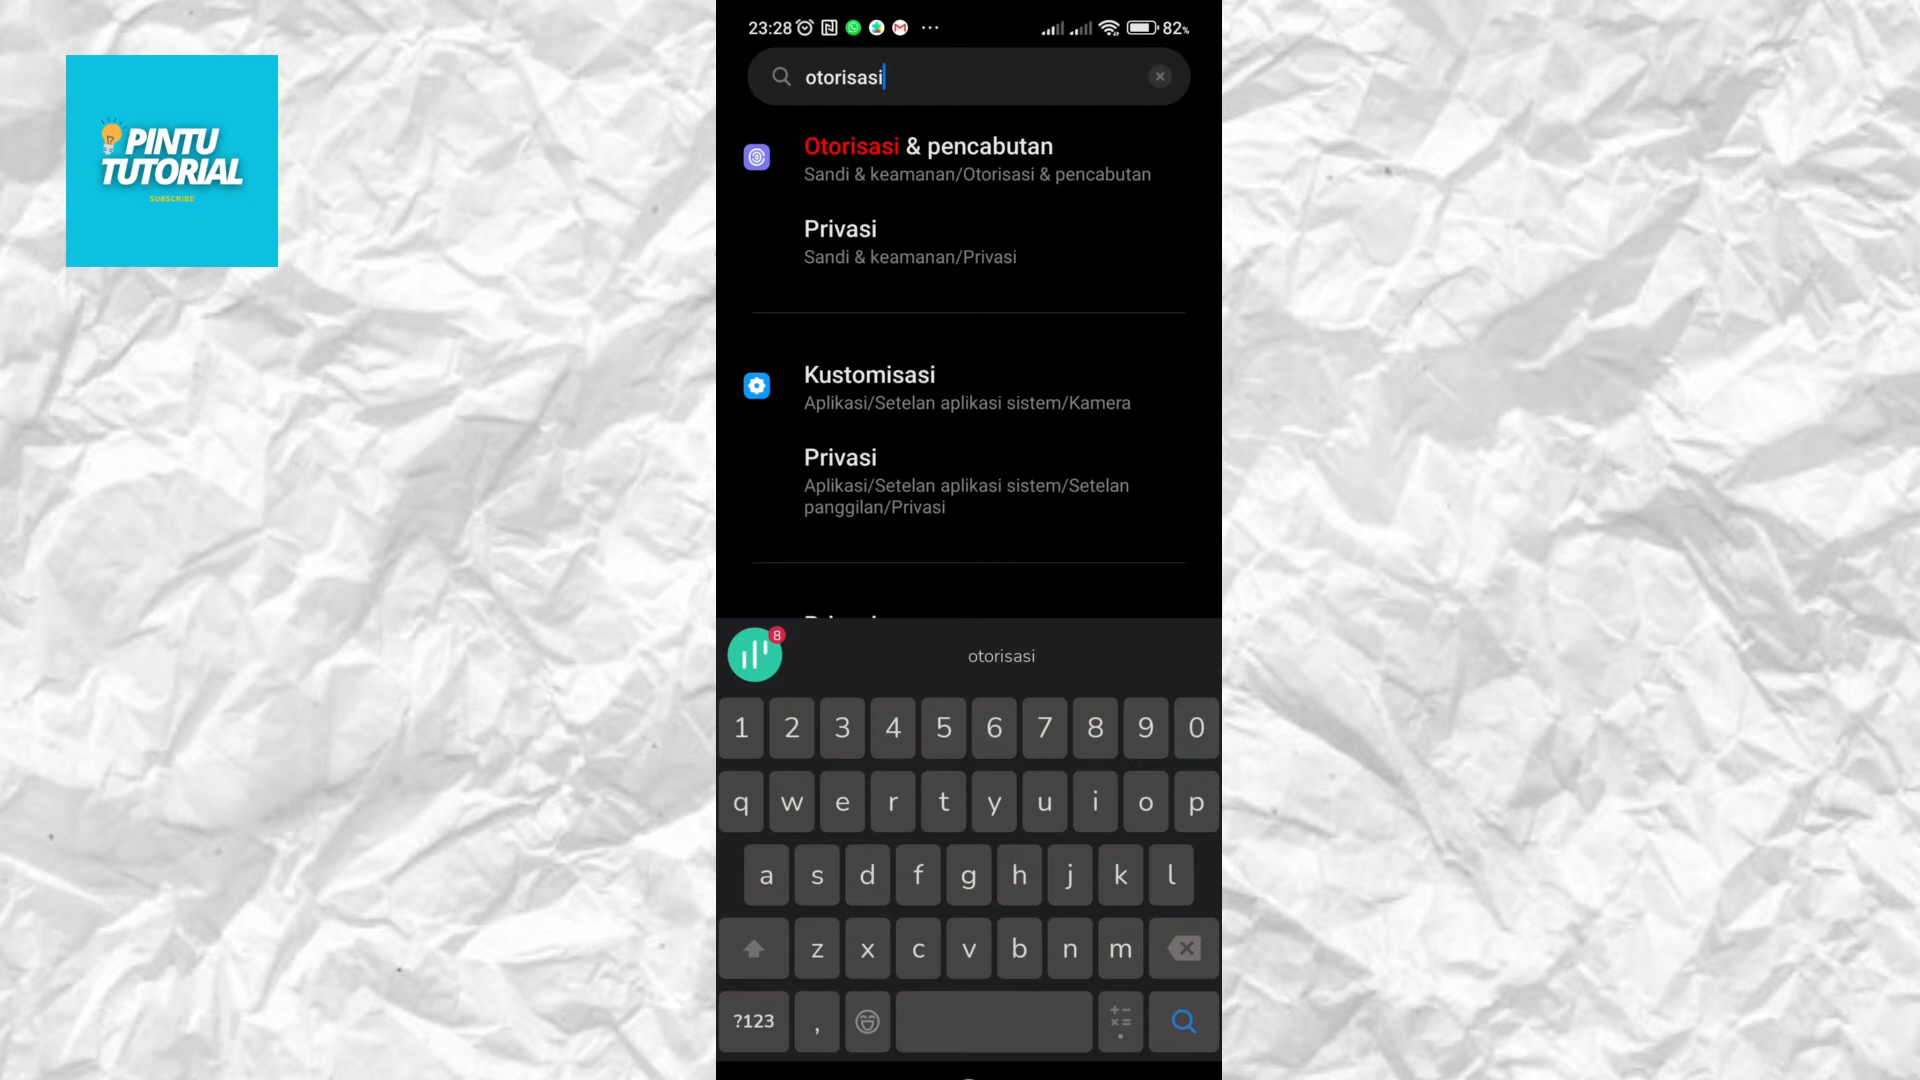 PINTU
TUTORIAL
SUBSCRIBE
23:28
82%
otorisasi
Otorisasi & pencabutan
Sandi & keamanan/Otorisasi & pencabutan
Privasi
Sandi & keamanan/Privasi
Kustomisasi
Aplikasi/Setelan aplikasi sistem/Kamera
Privasi
Aplikasi/Setelan aplikasi sistem/Setelan
panggilan/Privasi
8
otorisasi
1 2 3 4 5 6 7 8 9 0
q w e r t y u i o p
a s d f g h j k l
z x c v b n m
?123 , .